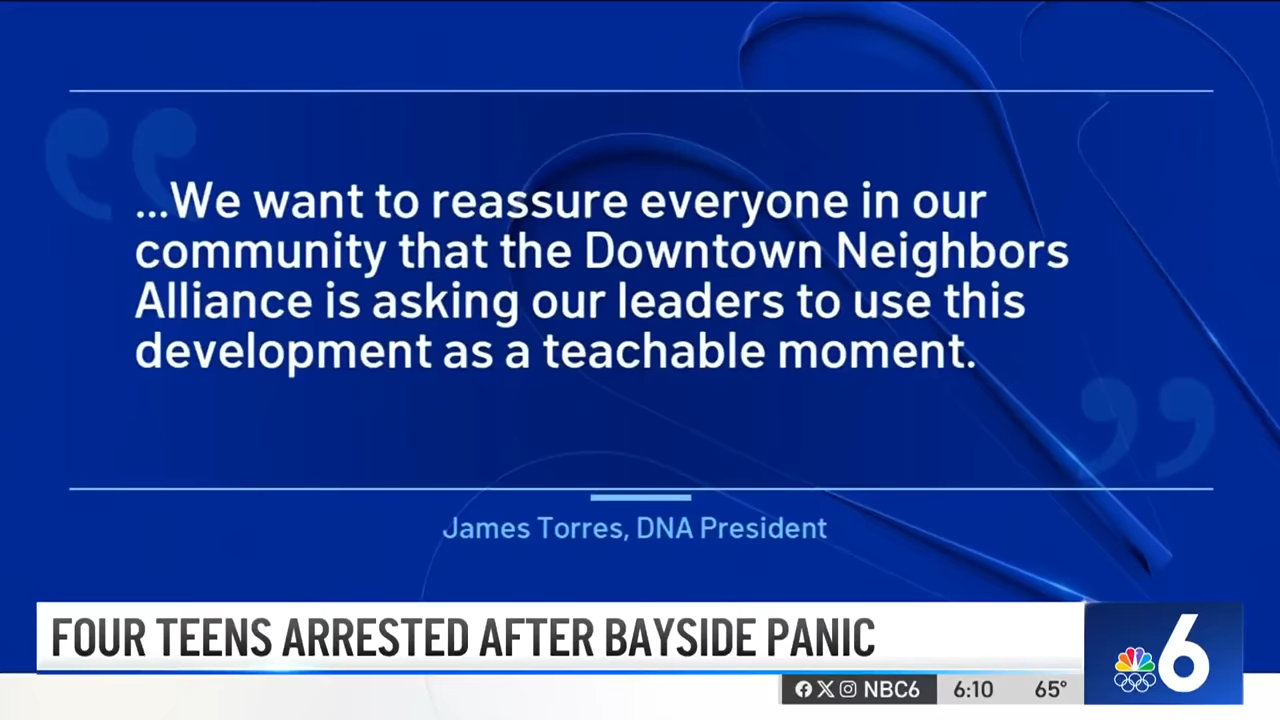 “
...We want to reassure everyone in our
community that the Downtown Neighbors
Alliance is asking our leaders to use this
development as a teachable moment.
”
James Torres, DNA President
FOUR TEENS ARRESTED AFTER BAYSIDE PANIC
6
NBC6 6:10 65°